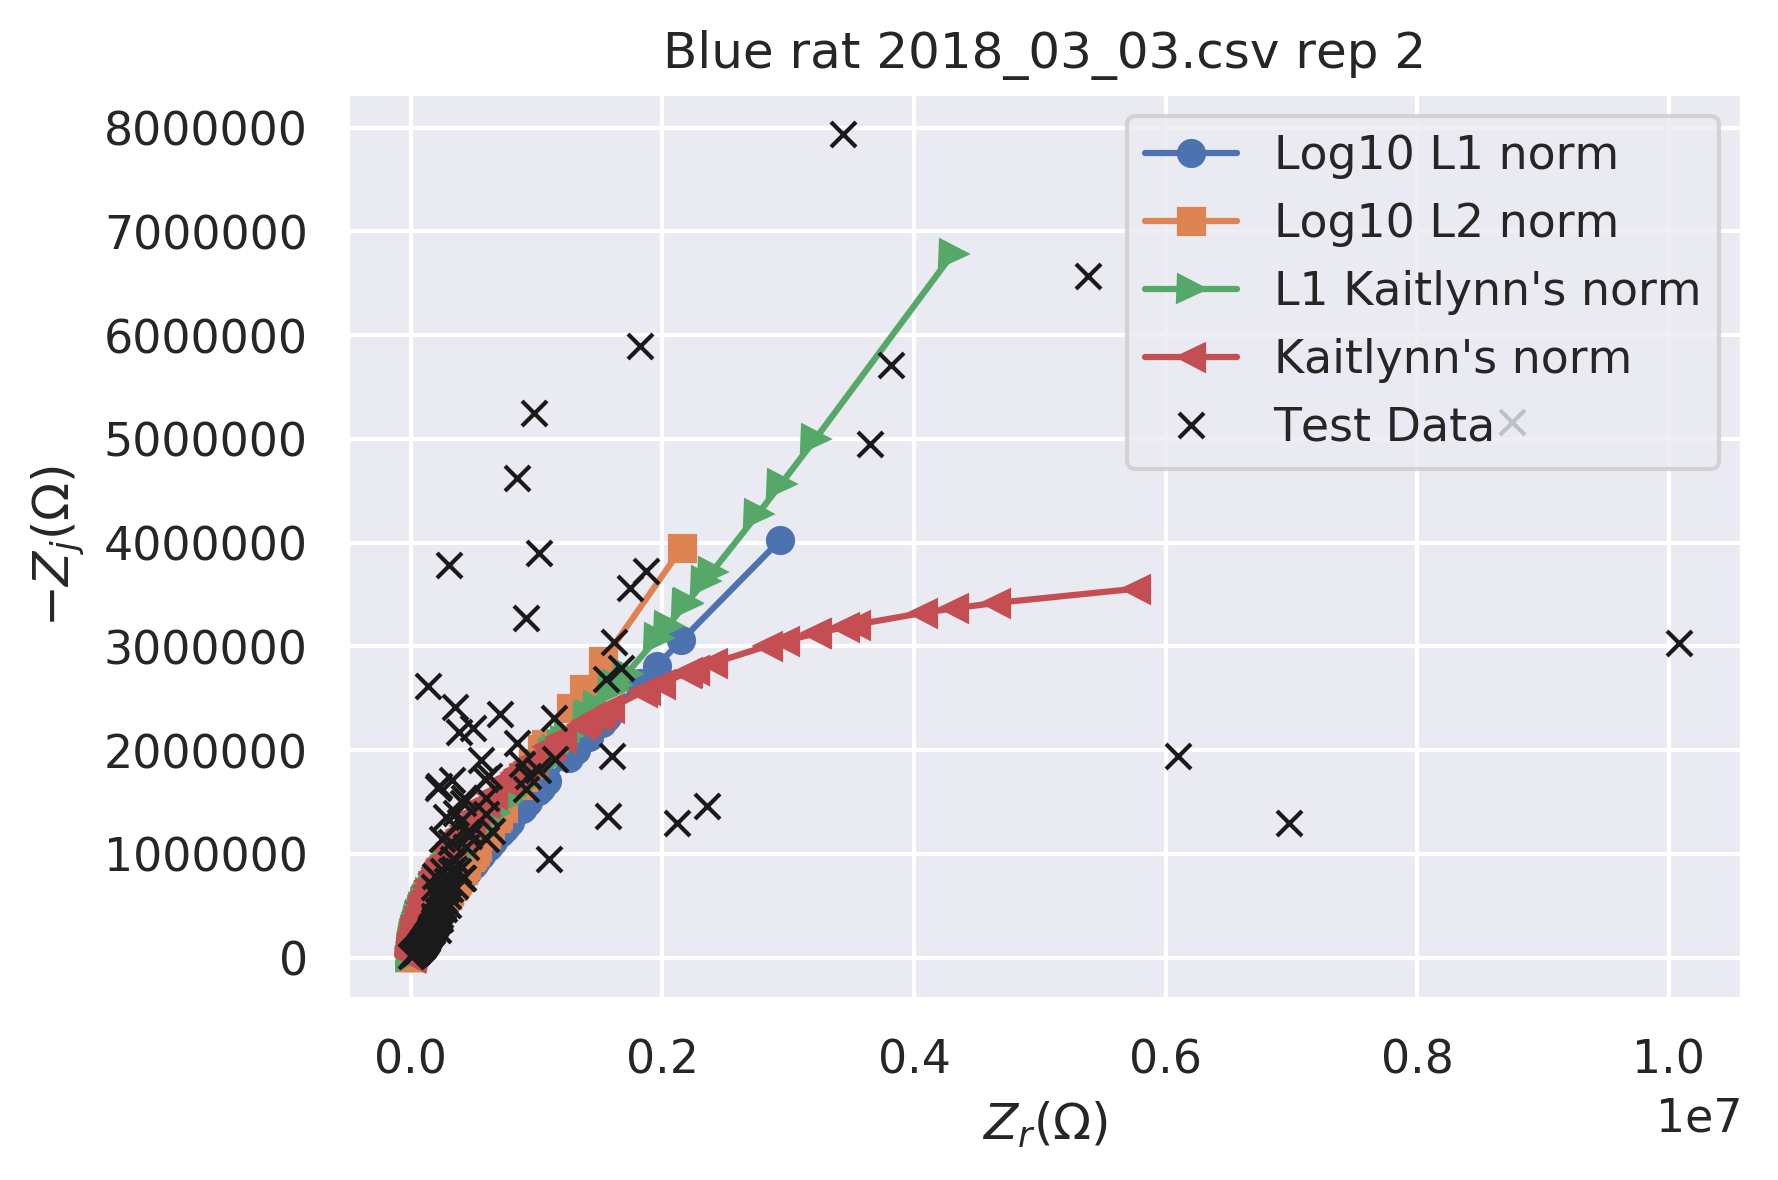 Blue rat 2018_03_03.csv rep 2
8000000
7000000
6000000
5000000
4000000
3000000
2000000
1000000
0
−Z_j(Ω)
Log10 L1 norm
Log10 L2 norm
L1 Kaitlynn's norm
Kaitlynn's norm
Test Data
0.0 0.2 0.4 0.6 0.8 1.0
1e7
Z_r(Ω)